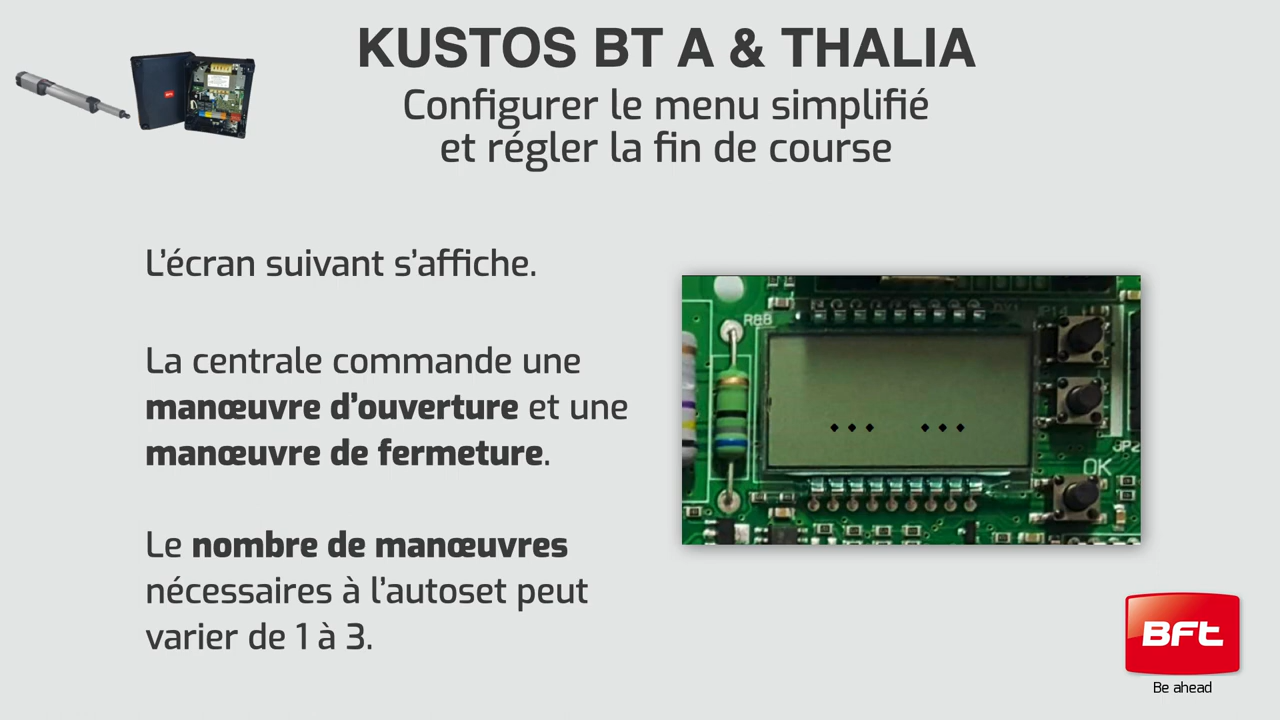 KUSTOS BT A & THALIA
Configurer le menu simplifié
et régler la fin de course
L’écran suivant s’affiche.
La centrale commande une
manœuvre d’ouverture et une
manœuvre de fermeture.
Le nombre de manœuvres
nécessaires à l’autoset peut
varier de 1 à 3.
R88
JP14
OK
BFt
Be ahead